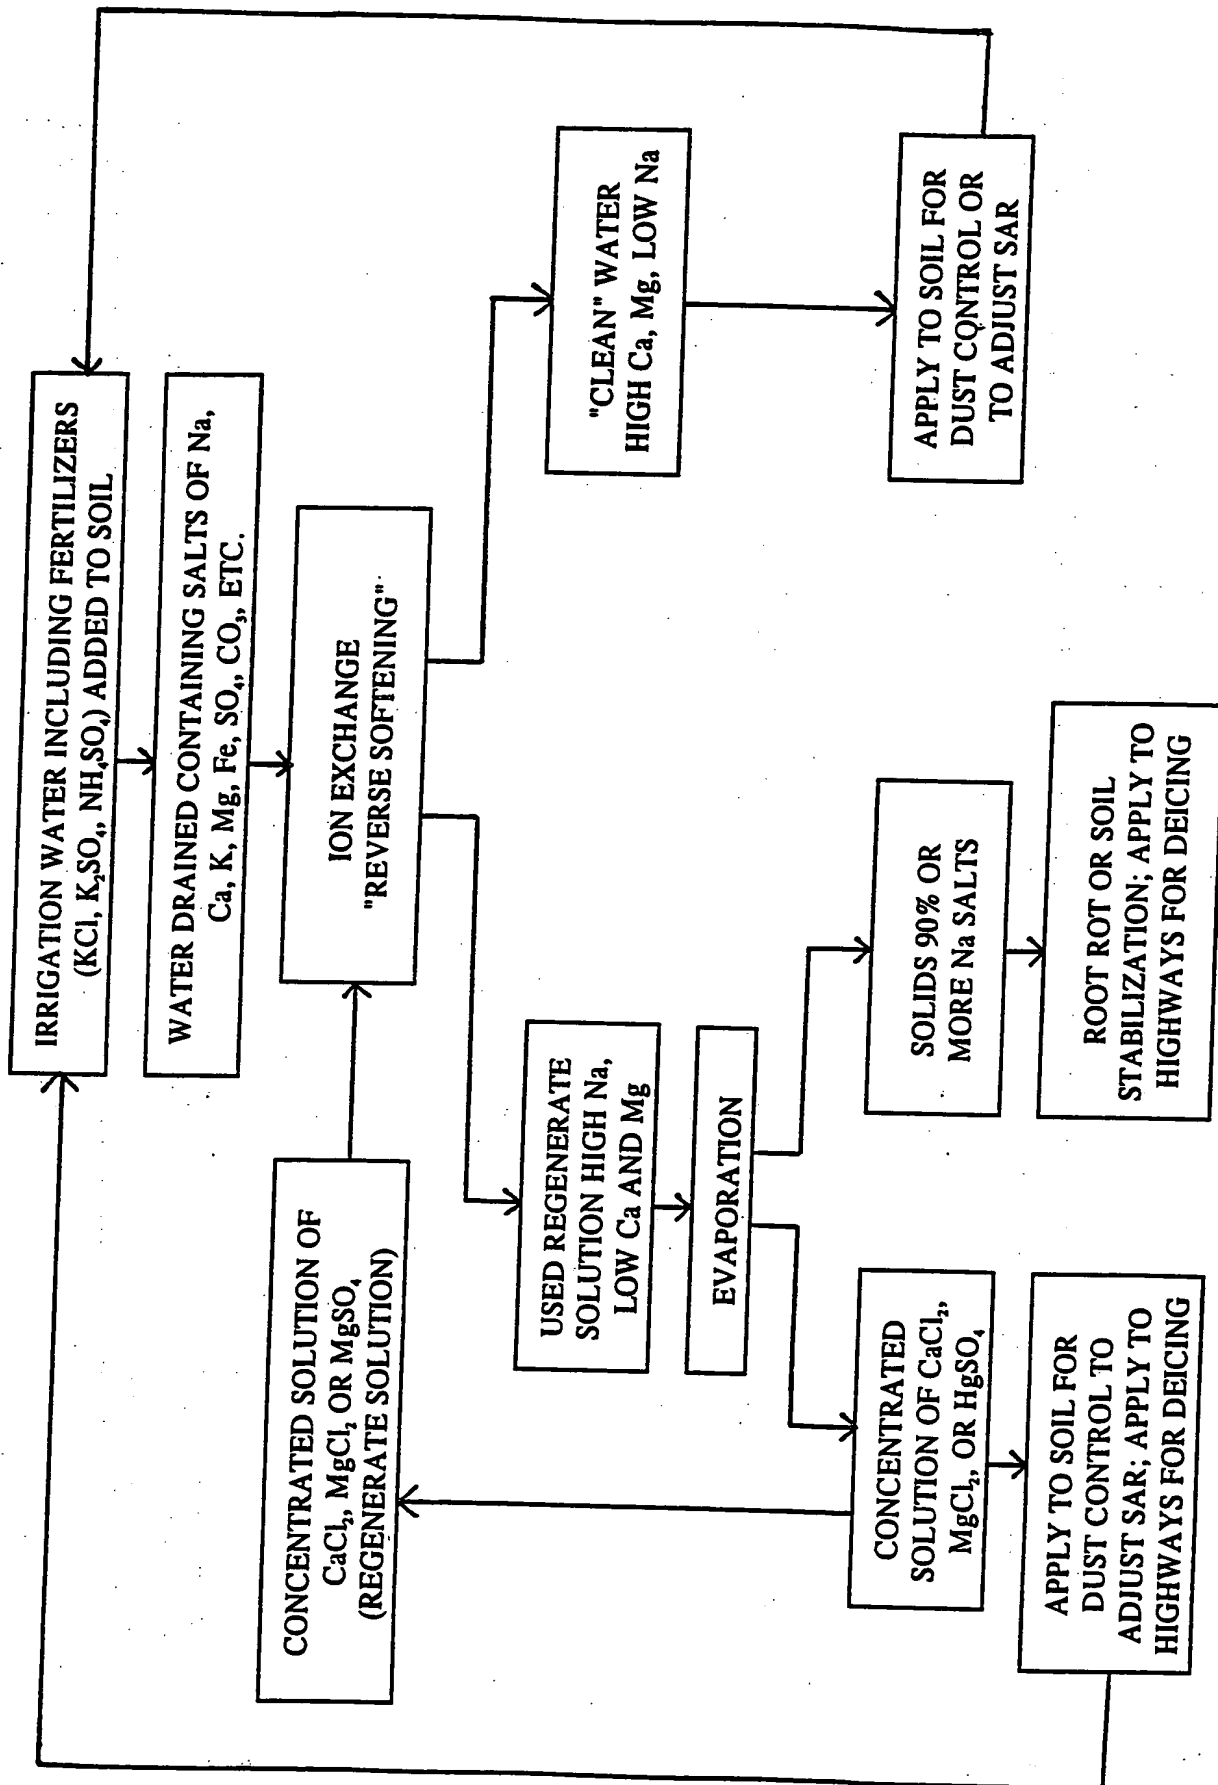 IRRIGATION WATER INCLUDING FERTILIZERS
(KCl, K₂SO₄, NH₄SO₄) ADDED TO SOIL
WATER DRAINED CONTAINING SALTS OF Na,
Ca, K, Mg, Fe, SO₄, CO₃, ETC.
CONCENTRATED SOLUTION OF
CaCl₂, MgCl₂ OR MgSO₄
(REGENERATE SOLUTION)
ION EXCHANGE
"REVERSE SOFTENING"
USED REGENERATE
SOLUTION HIGH Na,
LOW Ca AND Mg
"CLEAN" WATER
HIGH Ca, Mg, LOW Na
EVAPORATION
CONCENTRATED
SOLUTION OF CaCl₂,
MgCl₂, OR HgSO₄
SOLIDS 90% OR
MORE Na SALTS
APPLY TO SOIL FOR
DUST CONTROL OR
TO ADJUST SAR
APPLY TO SOIL FOR
DUST CONTROL TO
ADJUST SAR; APPLY TO
HIGHWAYS FOR DEICING
ROOT ROT OR SOIL
STABILIZATION; APPLY TO
HIGHWAYS FOR DEICING